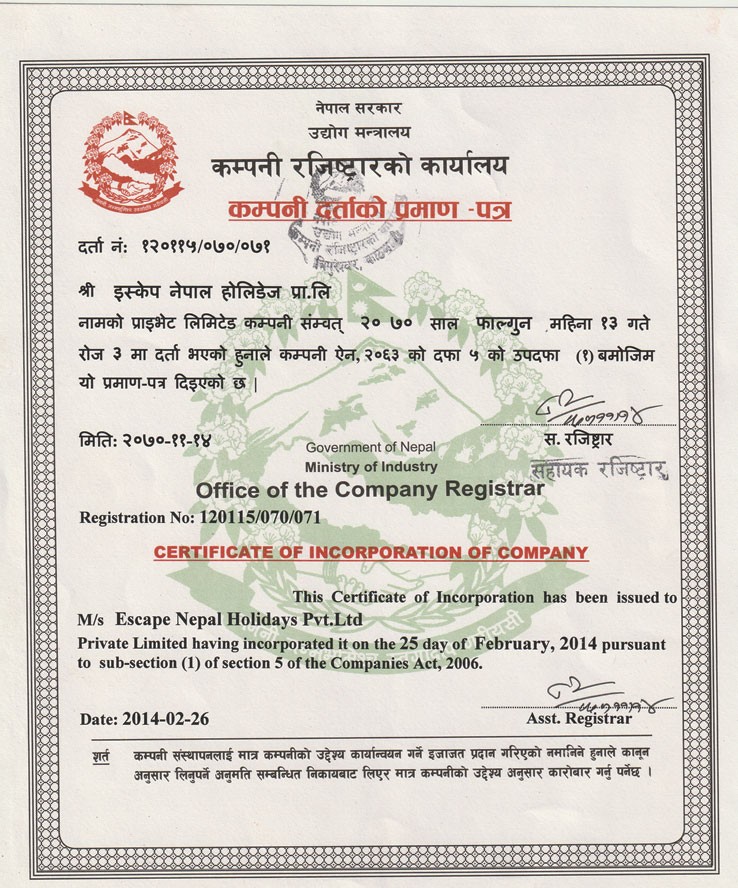 नेपाल सरकार
उद्योग मन्त्रालय
कम्पनी रजिष्ट्रारको कार्यालय
कम्पनी दर्ताको प्रमाण -पत्र
दर्ता नं: १२०११५/०७०/०७१
श्री इस्केप नेपाल होलिडेज प्रा.लि
नामको प्राइभेट लिमिटेड कम्पनी संम्वत् २०७० साल फाल्गुन महिना १३ गते
रोज ३ मा दर्ता भएको हुनाले कम्पनी ऐन, २०६३ को दफा ५ को उपदफा (१) बमोजिम
यो प्रमाण-पत्र दिइएको छ |
मिति: २०७०-११-१४
स. रजिष्ट्रार
सहायक रजिष्ट्रार
Government of Nepal
Ministry of Industry
Office of the Company Registrar
Registration No: 120115/070/071
CERTIFICATE OF INCORPORATION OF COMPANY
This Certificate of Incorporation has been issued to
M/s Escape Nepal Holidays Pvt.Ltd
Private Limited having incorporated it on the 25 day of February, 2014 pursuant
to sub-section (1) of section 5 of the Companies Act, 2006.
Date: 2014-02-26
Asst. Registrar
शर्त कम्पनी संस्थापनलाई मात्र कम्पनीको उद्देश्य कार्यान्वयन गर्ने इजाजत प्रदान गरिएको नमानिने हुनाले कानून
अनुसार लिनुपर्ने अनुमति सम्बन्धित निकायबाट लिएर मात्र कम्पनीको उद्देश्य अनुसार कारोबार गर्नु पर्नेछ ।